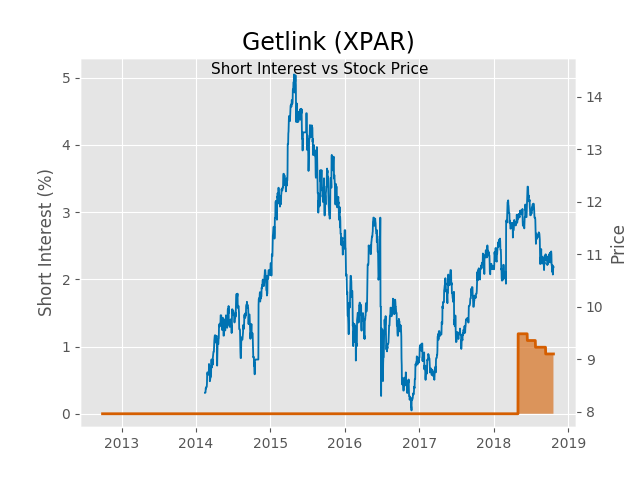 Getlink (XPAR)
Short Interest vs Stock Price
Short Interest (%)
5
4
3
2
1
0
14
13
12
11
10
9
8
Price
2013 2014 2015 2016 2017 2018 2019